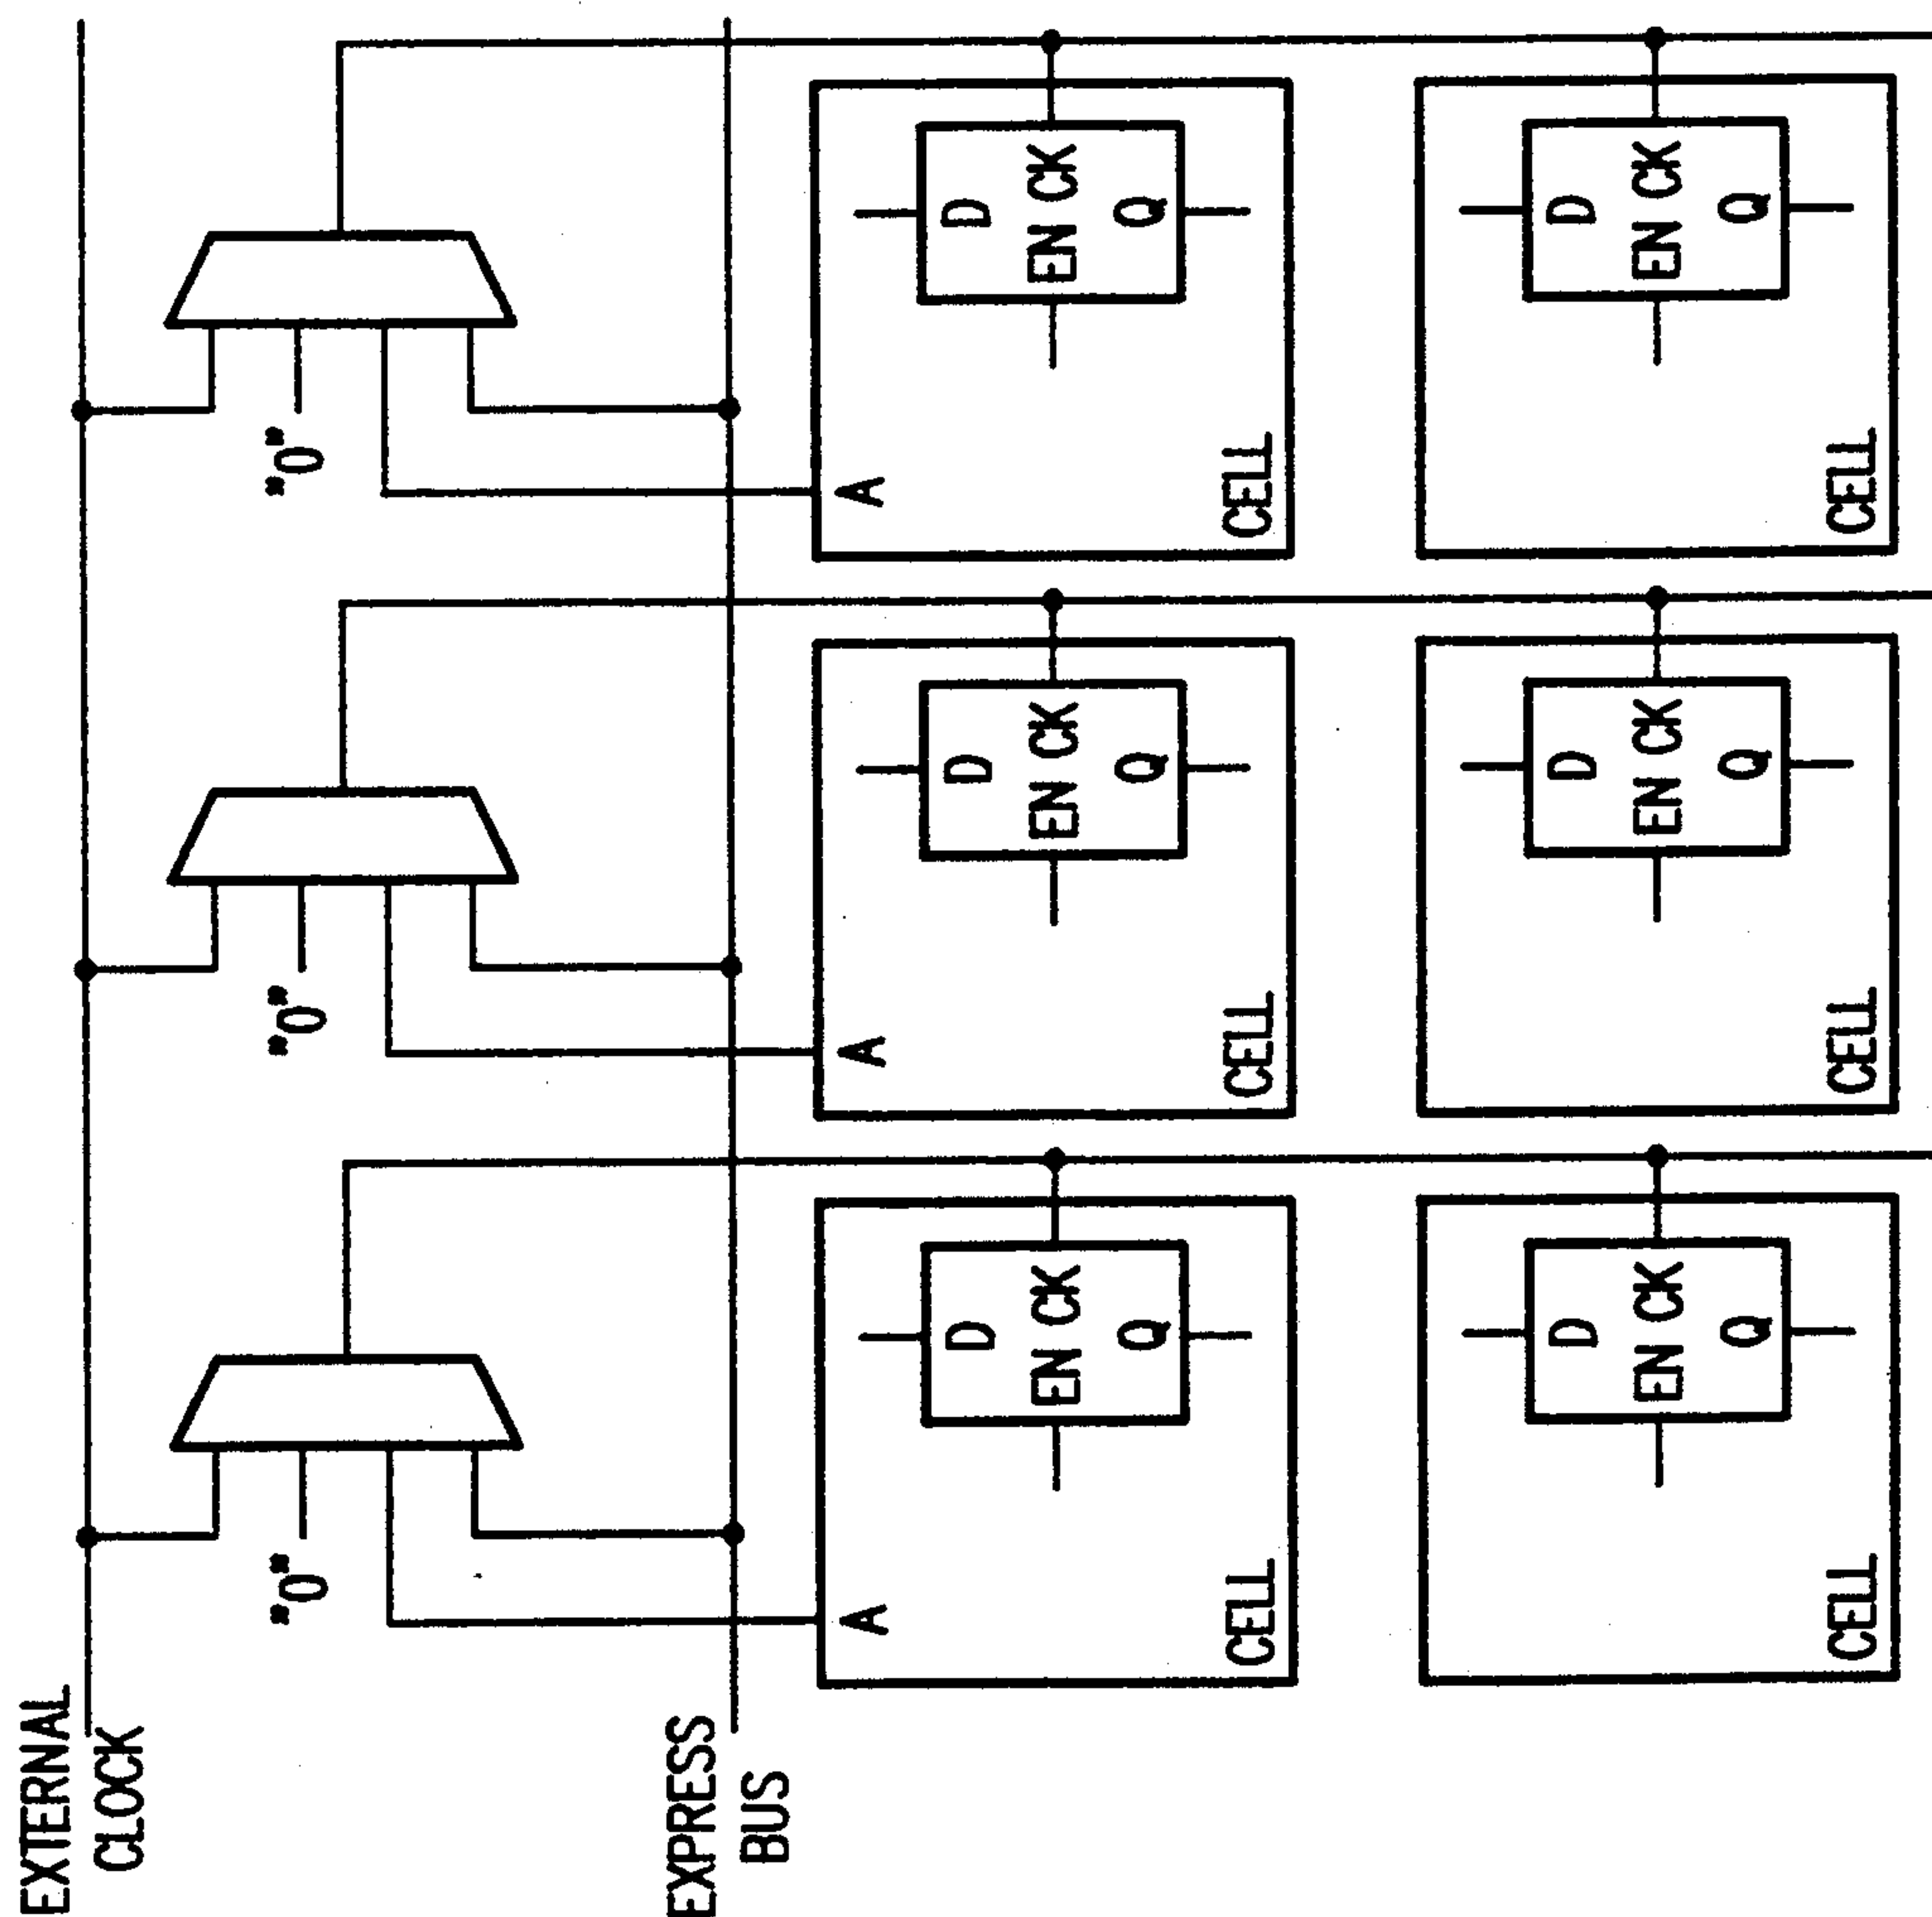 EXTERNAL
CLOCK
"0"
"0"
"0"
EXPRESS
BUS
A
A
A
D
D
D
EN CK
EN CK
EN CK
Q
Q
Q
CELL
CELL
CELL
D
D
D
EN CK
EN CK
EN CK
Q
Q
Q
CELL
CELL
CELL